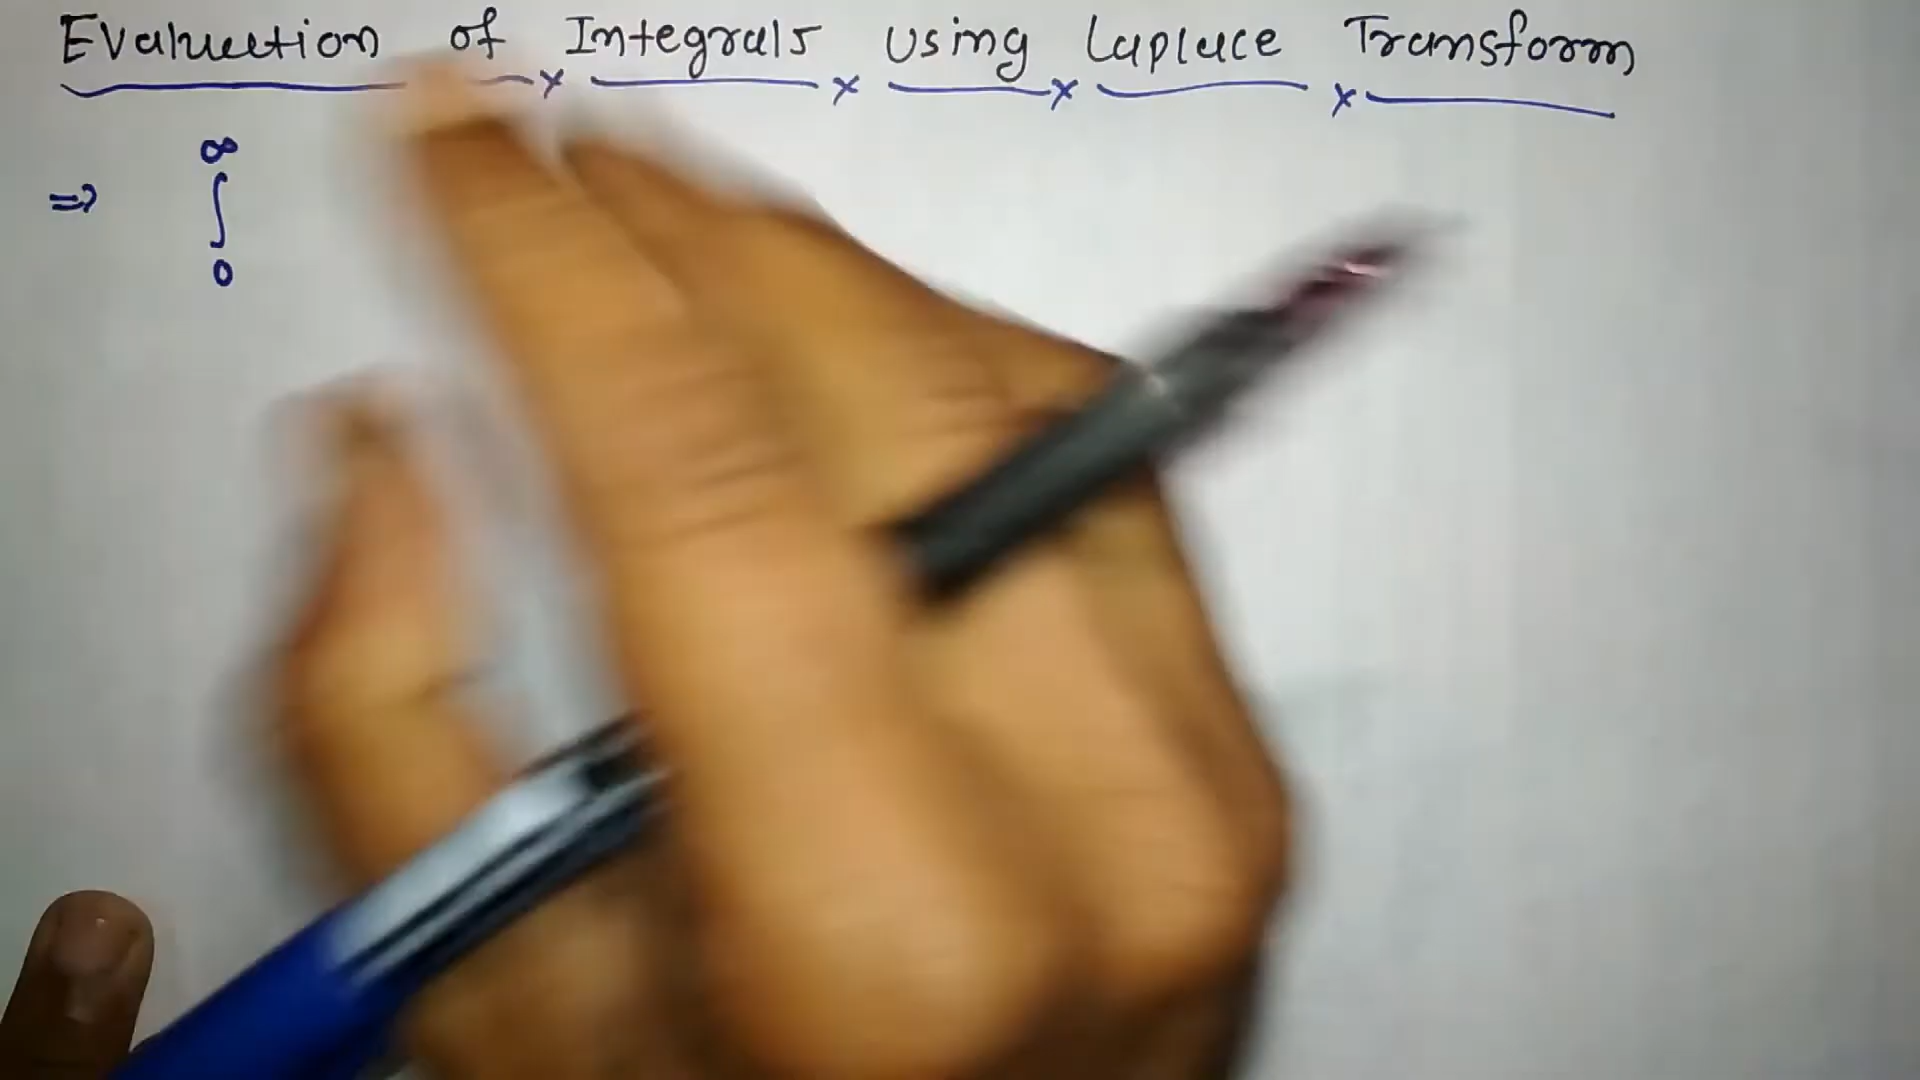 Evaluation of Integrals using Laplace Transform
⇒ ∞
∫
0